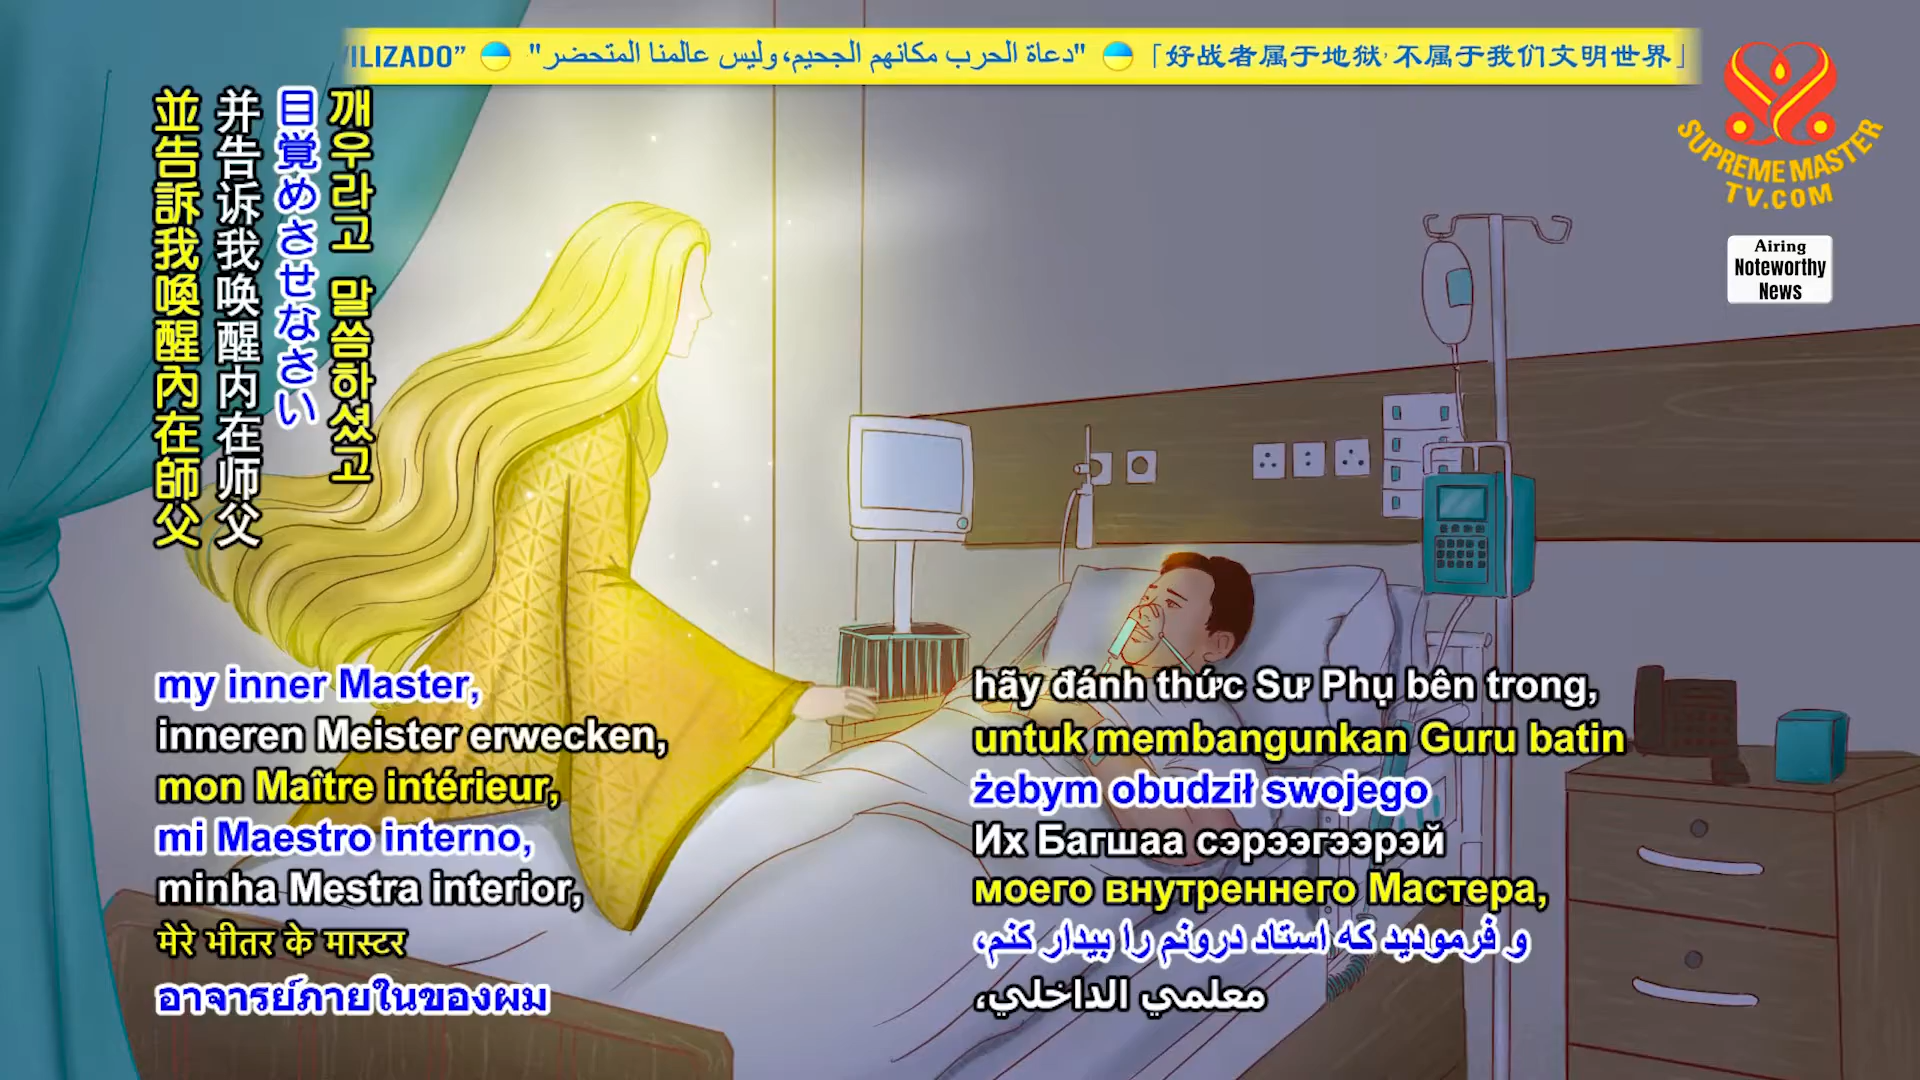 VILIZADO” "دعاة الحرب مكانهم الجحيم، وليس عالمنا المتحضر" 「好战者属于地狱,不属于我们文明世界」
SUPREME MASTER
TV.COM
Airing
Noteworthy
News
깨우라고 말씀하셨고
目覚めさせなさい
并告诉我唤醒内在师父
並告訴我喚醒內在師父
my inner Master,
inneren Meister erwecken,
mon Maître intérieur,
mi Maestro interno,
minha Mestra interior,
मेरे भीतर के मास्टर
อาจารย์ภายในของผม
hãy đánh thức Sư Phụ bên trong,
untuk membangunkan Guru batin
żebym obudził swojego
Их Багшаа сэрээгээрэй
моего внутреннего Мастера,
و فرمودید که استاد درونم را بیدار کنم،
معلمي الداخلي،